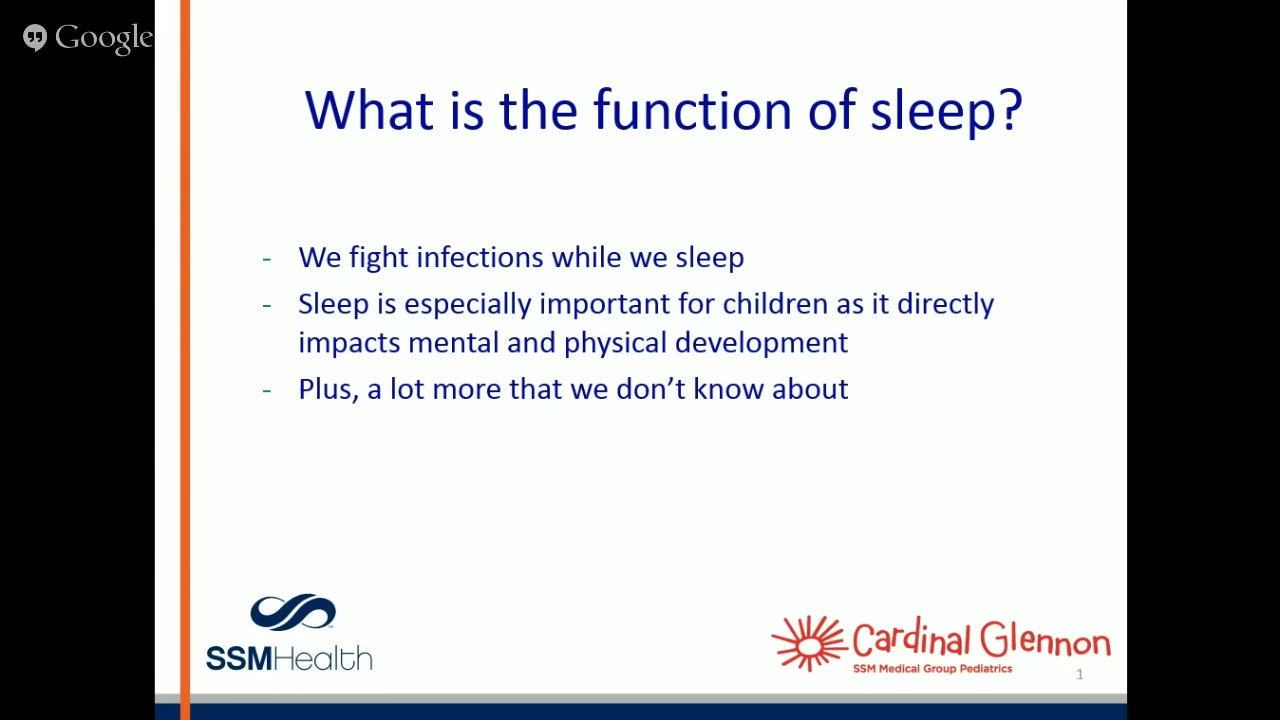 Google
What is the function of sleep?
- We fight infections while we sleep
- Sleep is especially important for children as it directly
impacts mental and physical development
- Plus, a lot more that we don’t know about
SSMHealth
Cardinal Glennon
SSM Medical Group Pediatrics
1